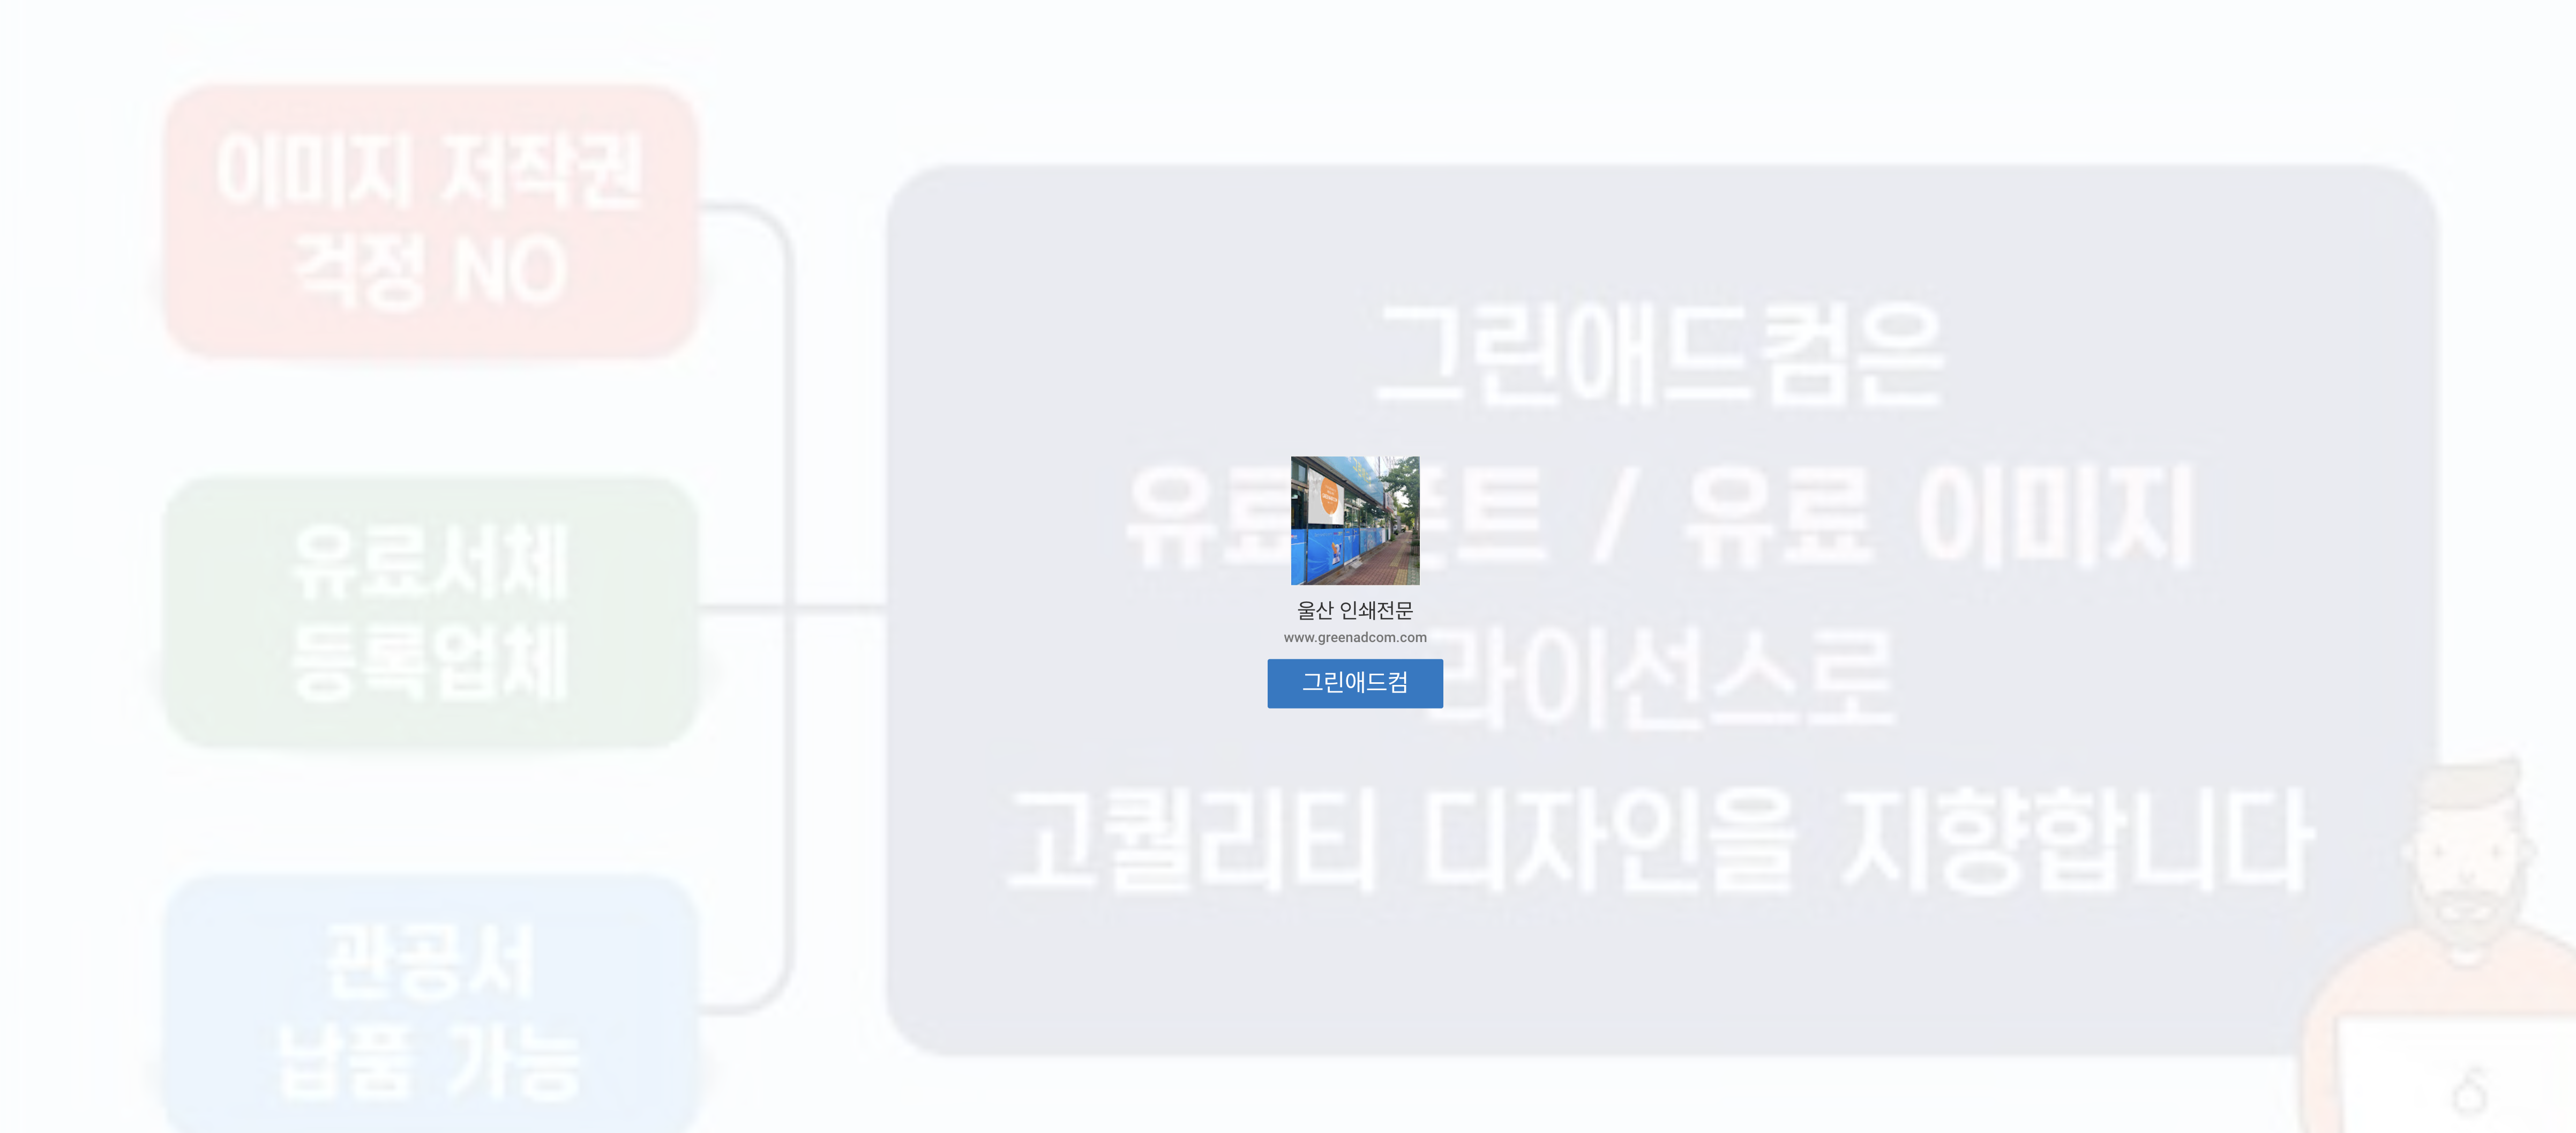 이미지 저작권
걱정 NO
유료서체
등록업체
관공서
납품 가능
그린애드컴은
유료폰트 / 유료 이미지
라이선스로
고퀄리티 디자인을 지향합니다
울산 인쇄전문
www.greenadcom.com
그린애드컴